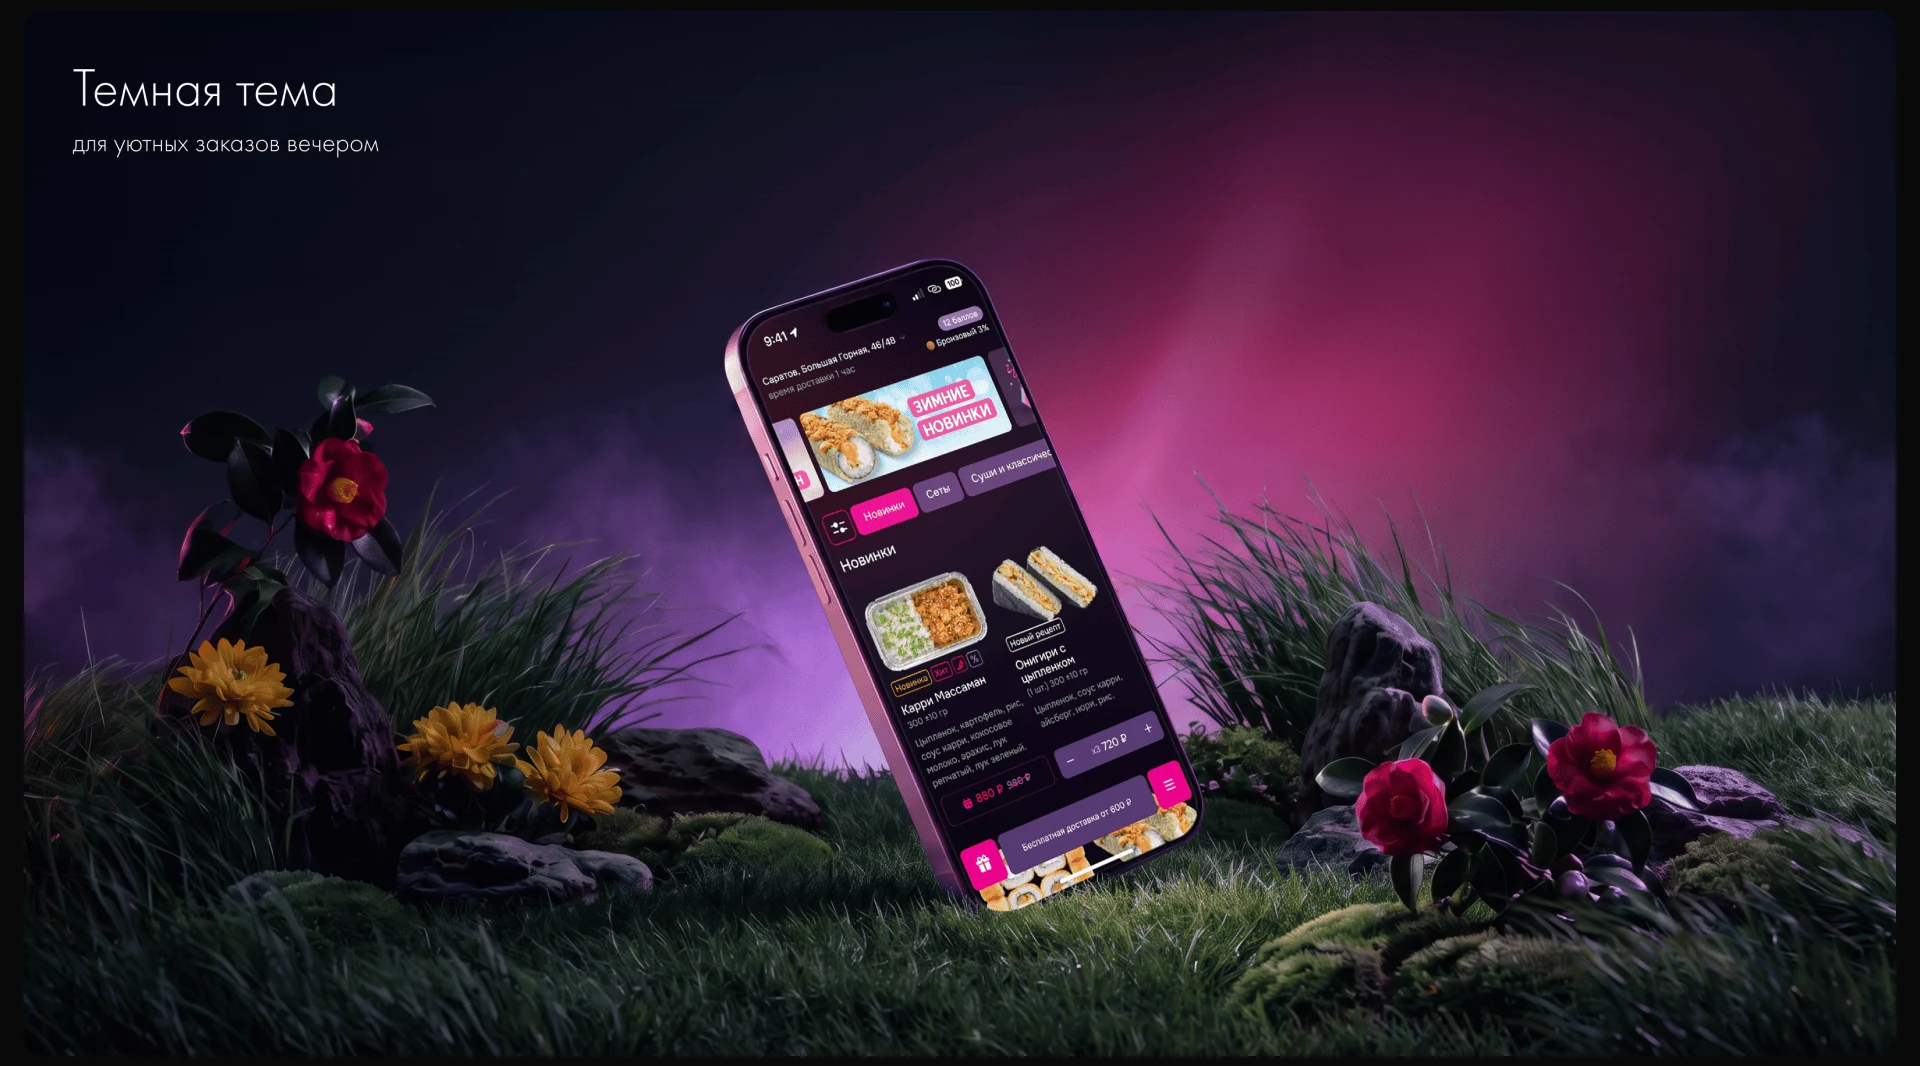 Темная тема
для уютных заказов вечером
9:41
100
12 баллов
Бронзовый 3%
Саратов, Большая Горная, 46/48
время доставки 1 час
ЗИМНИЕ
НОВИНКИ
Н
Новинки
Сеты
Суши и классичес
Новинки
Новинка
Хит
%
Карри Массаман
300 ±10 гр
Цыпленок, картофель, рис,
соус карри, кокосовое
молоко, арахис, лук
репчатый, лук зеленый.
880 ₽ 980 ₽
Новый рецепт
Онигири с
цыпленком
(1 шт.) 300 ±10 гр
Цыпленок, соус карри,
айсберг, нори, рис.
− x3 720 ₽ +
Бесплатная доставка от 600 ₽